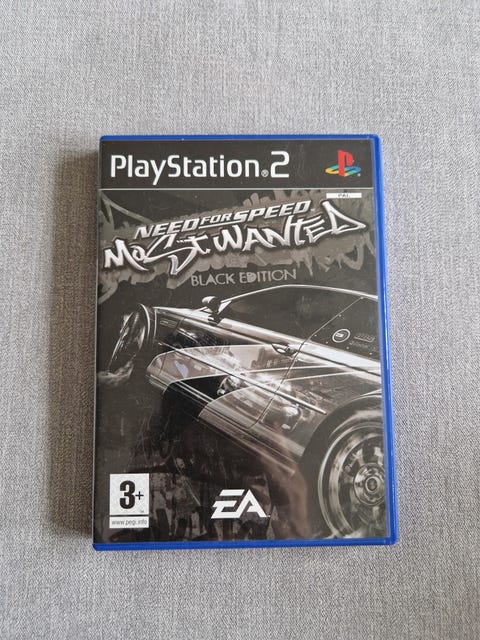 PlayStation®2
PAL
NEED FOR SPEED
MOST WANTED
BLACK EDITION
3+
www.pegi.info
EA